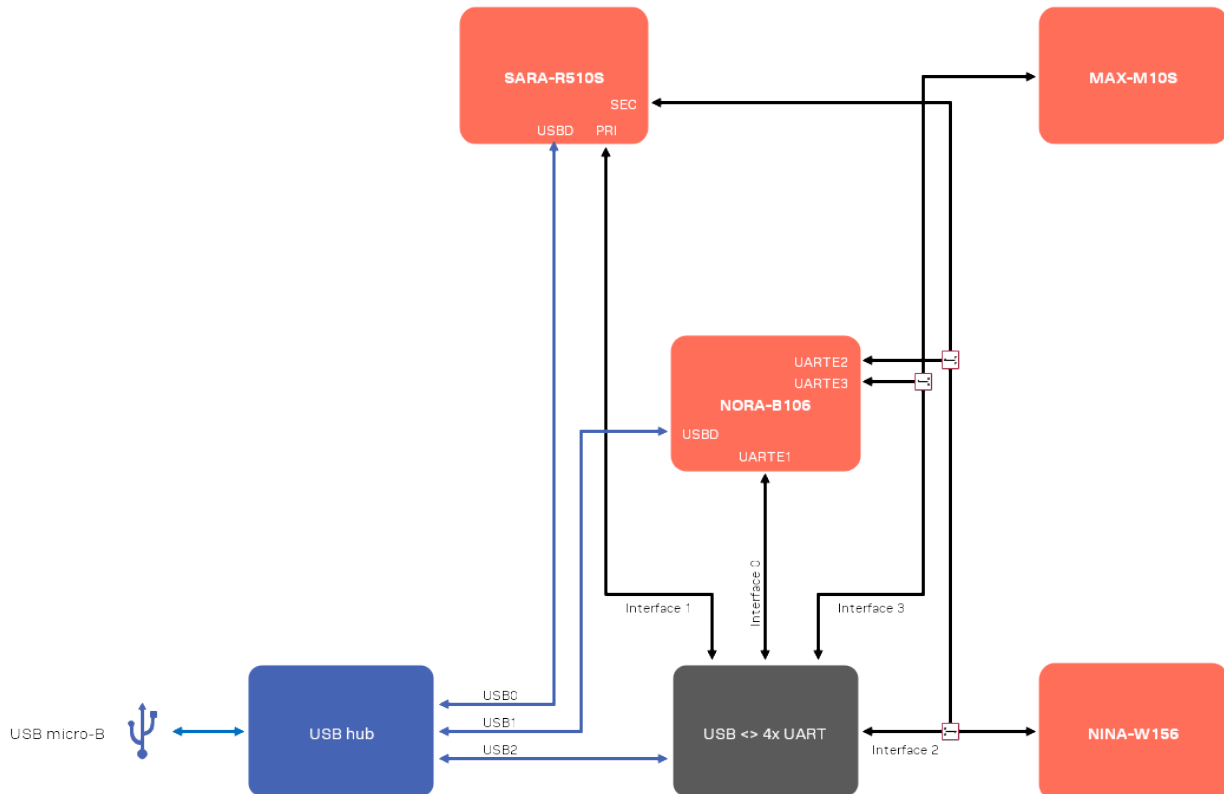 SARA-R510S
SEC
USBD
PRI
MAX-M10S
UARTE2
UARTE3
NORA-B106
USBD
UARTE1
Interface 0
Interface 1
Interface 3
USB0
USB1
USB2
USB micro-B
USB hub
USB <> 4x UART
Interface 2
NINA-W156